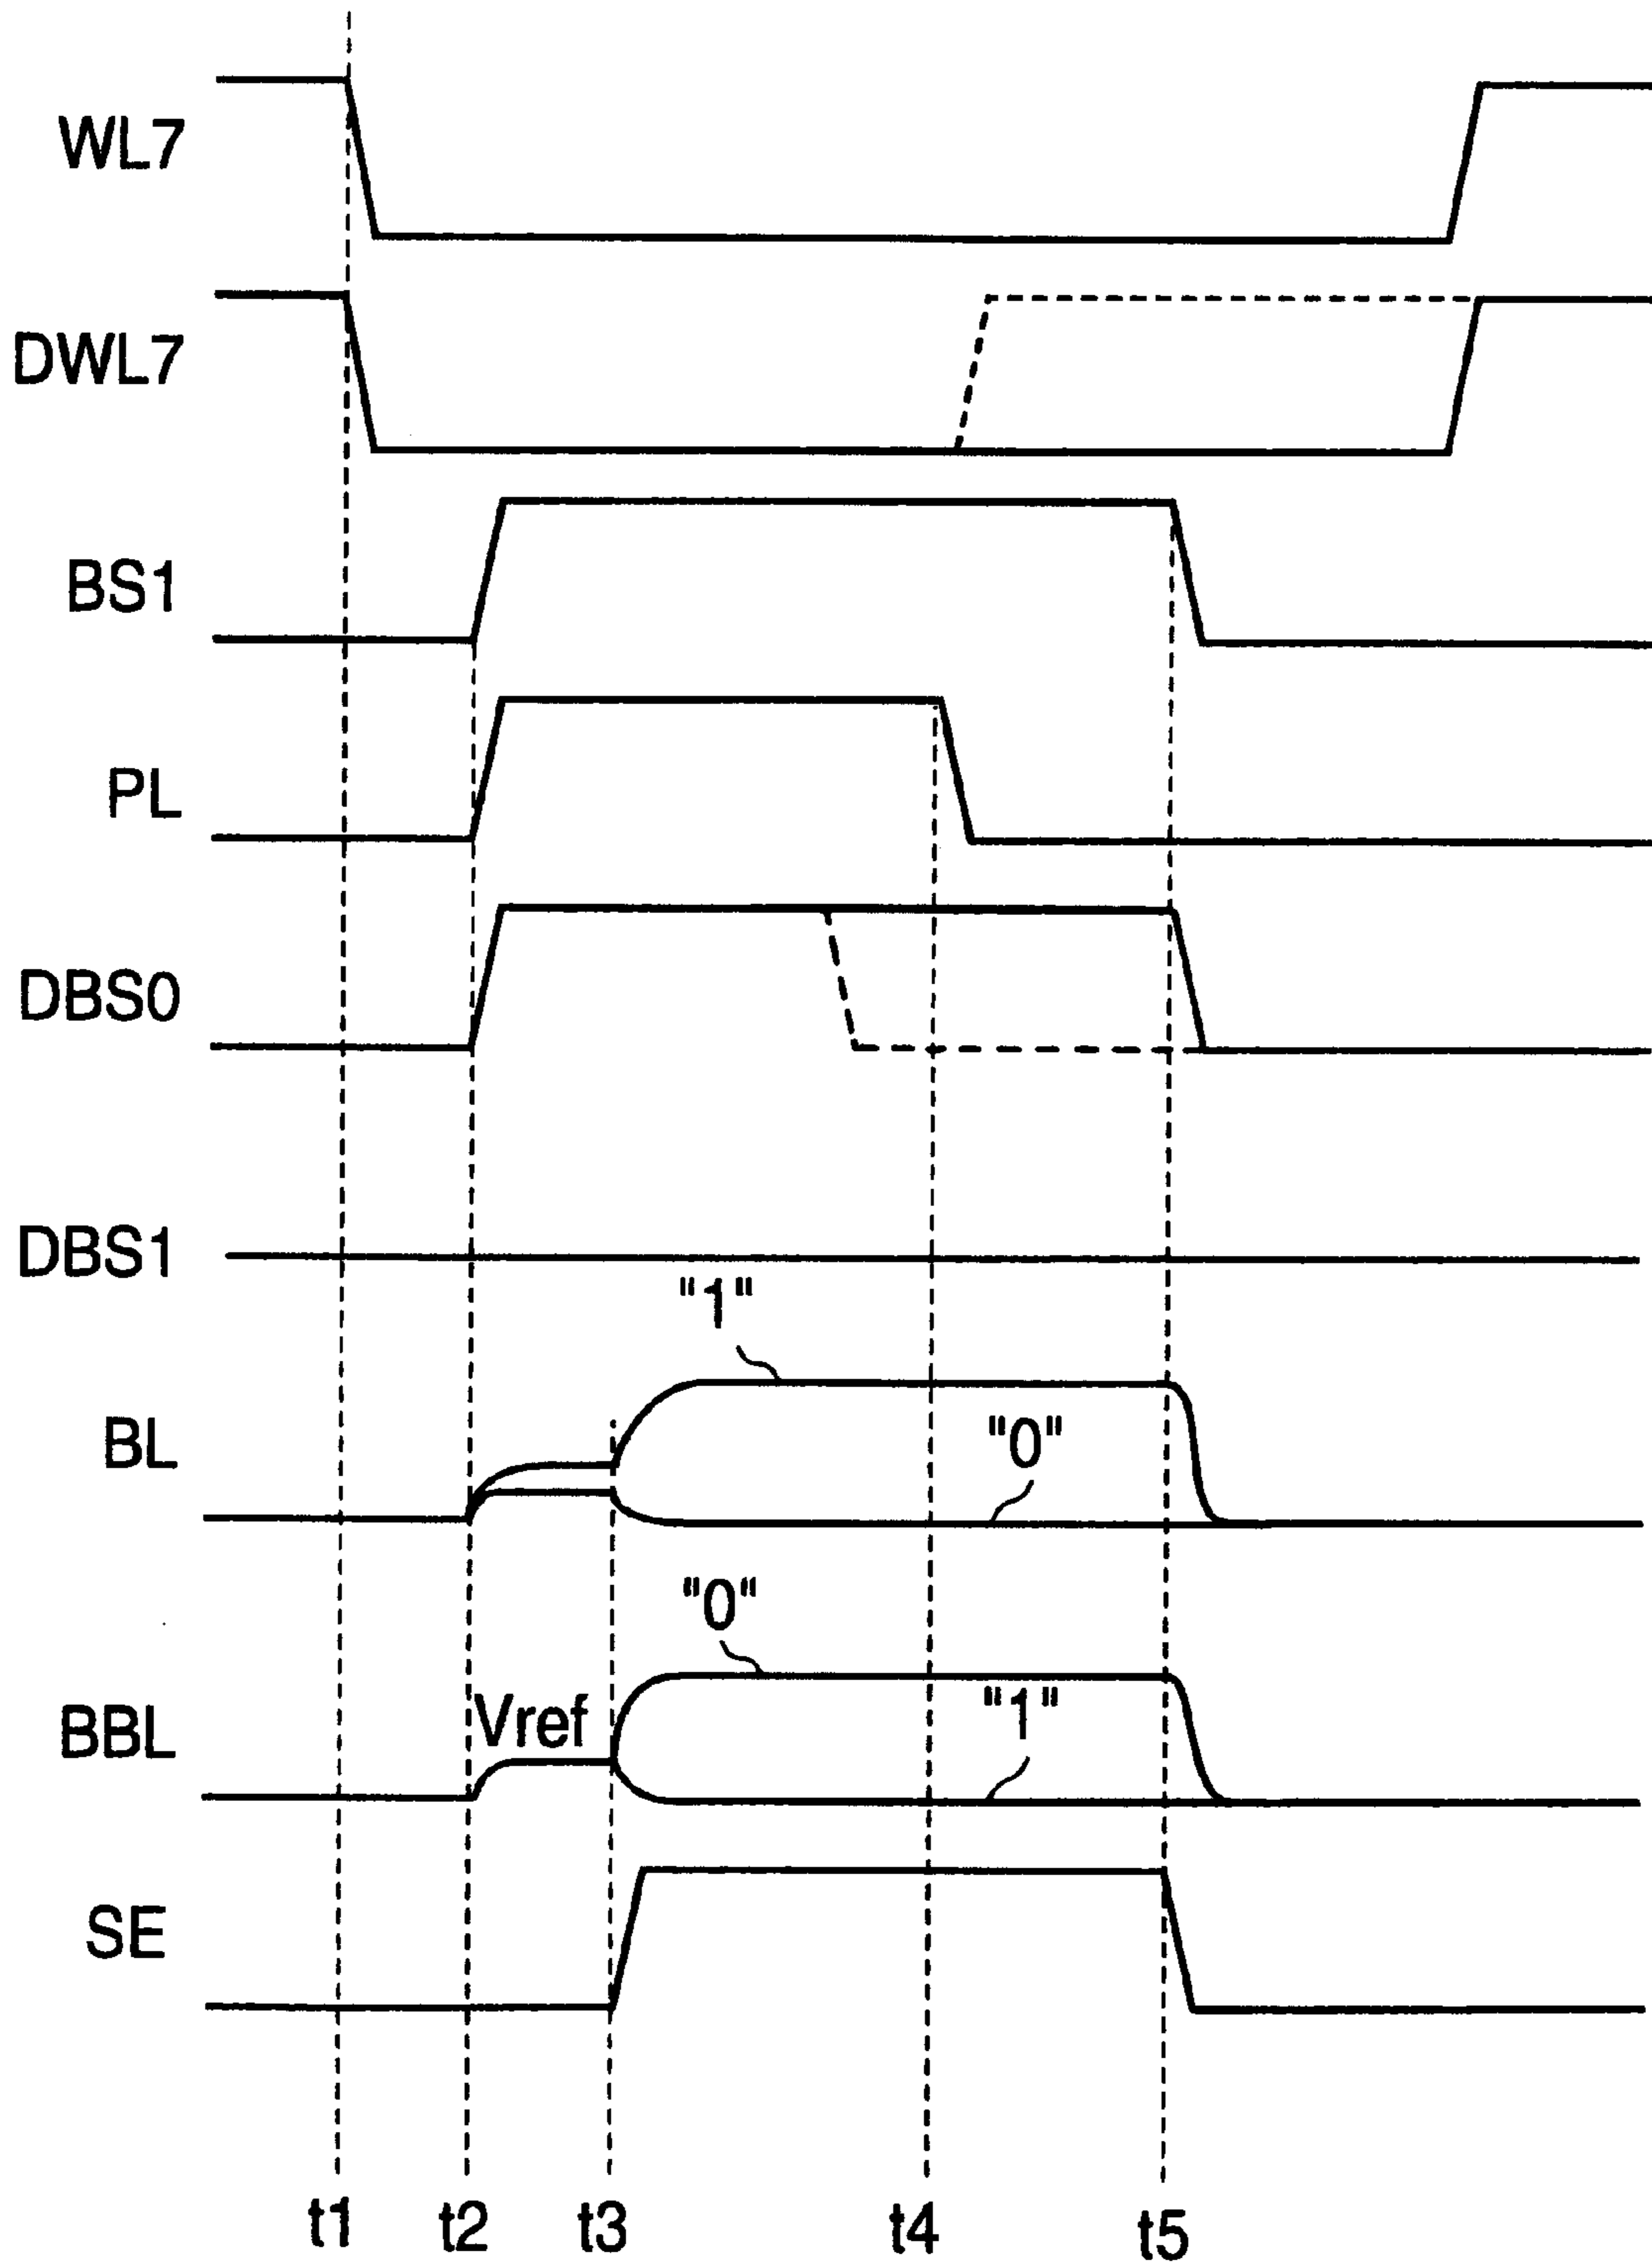 WL7
DWL7
BS1
PL
DBS0
DBS1
"1"
BL
"0"
"0"
BBL
Vref
"1"
SE
t1 t2 t3 t4 t5